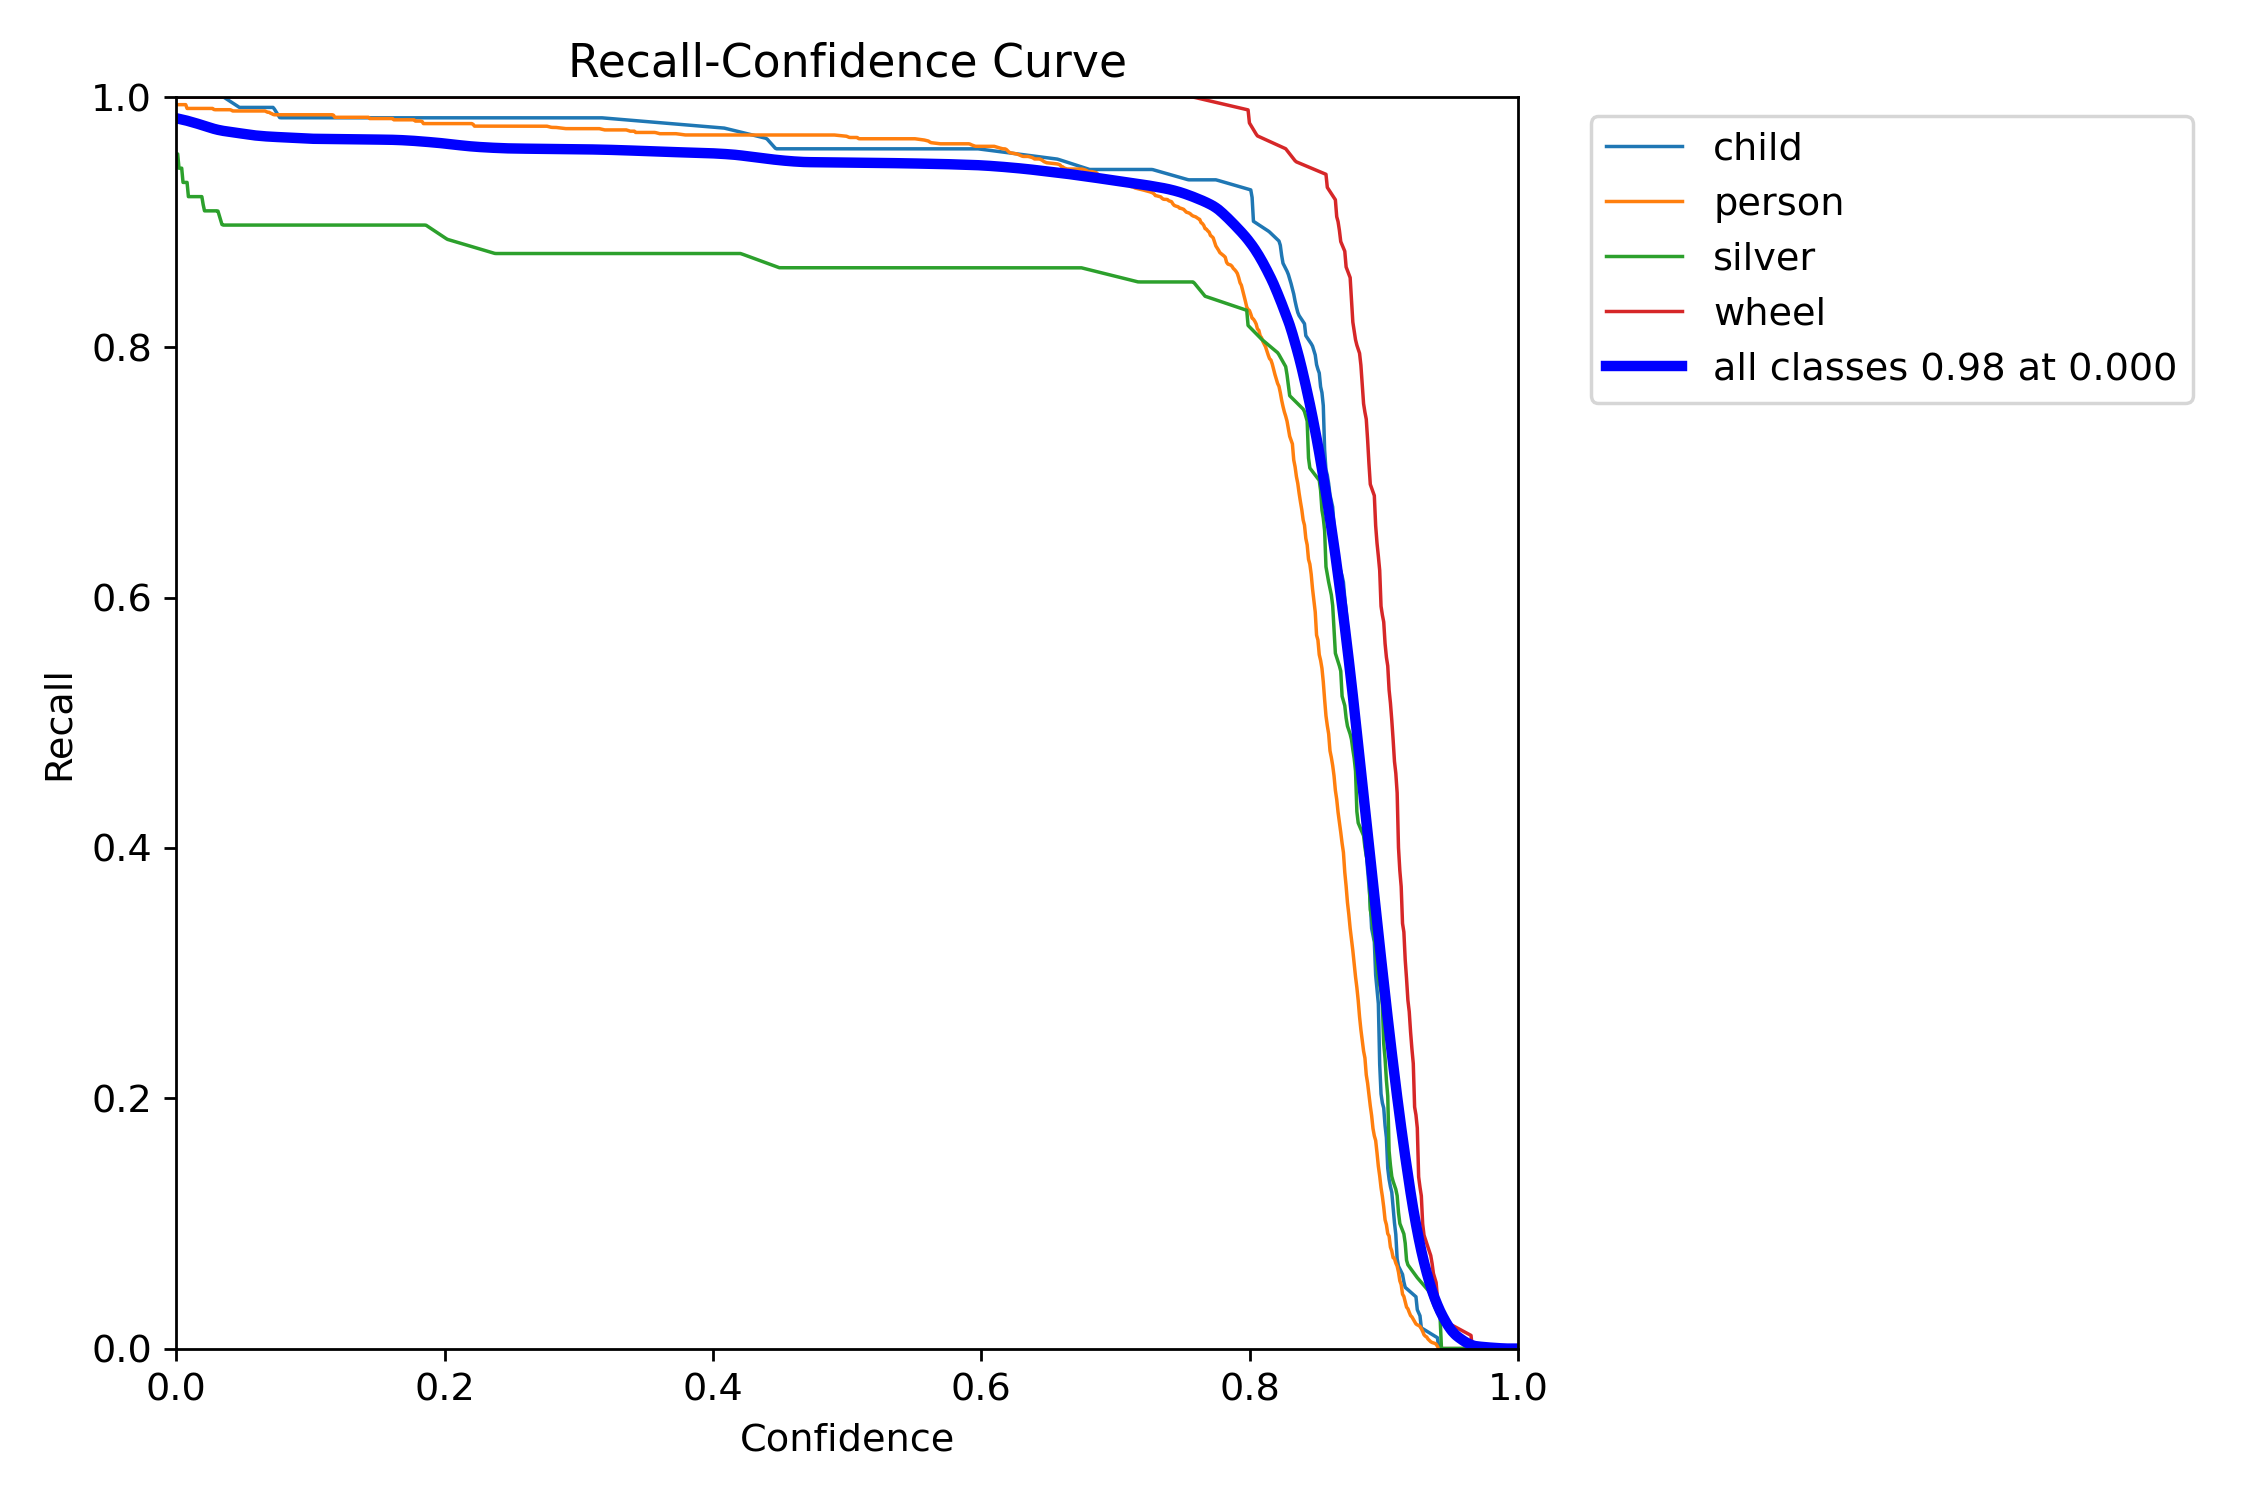 Recall-Confidence Curve
1.0
0.8
0.6
0.4
0.2
0.0
Recall
0.0 0.2 0.4 0.6 0.8 1.0
Confidence
child
person
silver
wheel
all classes 0.98 at 0.000